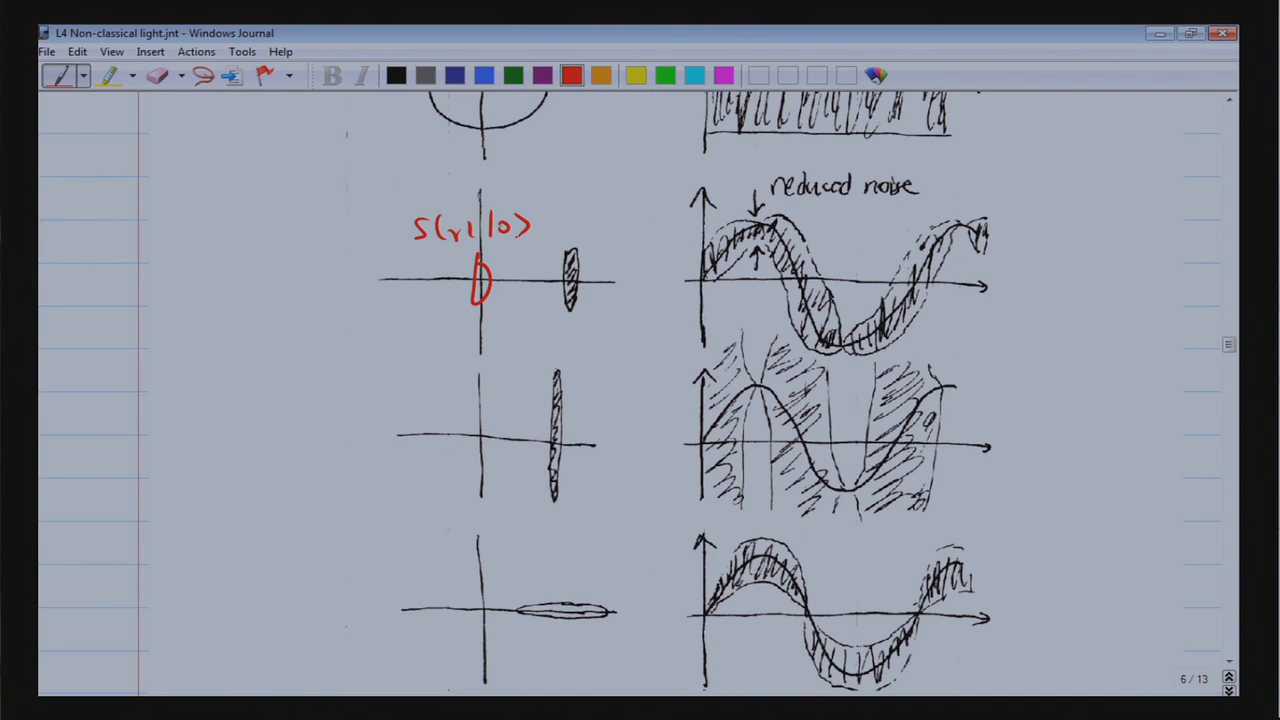 L4 Non-classical light.jnt - Windows Journal
File Edit View Insert Actions Tools Help
B I
reduced noise
S(r) |0>
6 / 13